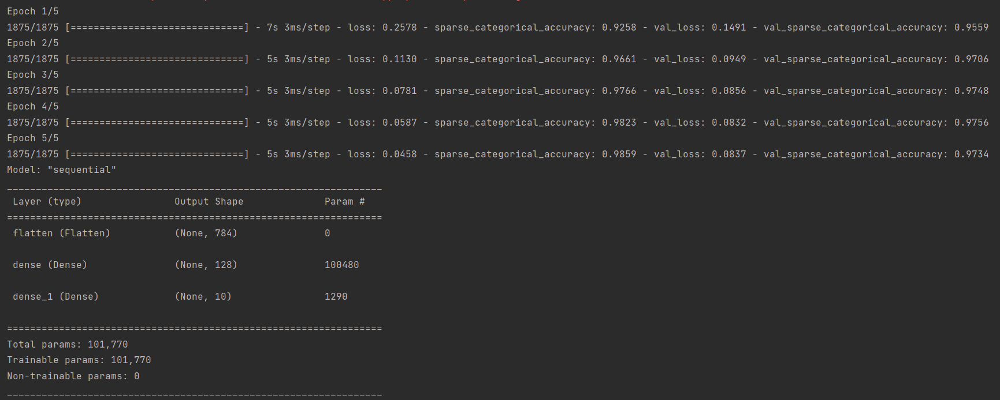 Epoch 1/5
1875/1875 [==============================] - 7s 3ms/step - loss: 0.2578 - sparse_categorical_accuracy: 0.9258 - val_loss: 0.1491 - val_sparse_categorical_accuracy: 0.9559
Epoch 2/5
1875/1875 [==============================] - 5s 3ms/step - loss: 0.1130 - sparse_categorical_accuracy: 0.9661 - val_loss: 0.0949 - val_sparse_categorical_accuracy: 0.9706
Epoch 3/5
1875/1875 [==============================] - 5s 3ms/step - loss: 0.0781 - sparse_categorical_accuracy: 0.9766 - val_loss: 0.0856 - val_sparse_categorical_accuracy: 0.9748
Epoch 4/5
1875/1875 [==============================] - 5s 3ms/step - loss: 0.0587 - sparse_categorical_accuracy: 0.9823 - val_loss: 0.0832 - val_sparse_categorical_accuracy: 0.9756
Epoch 5/5
1875/1875 [==============================] - 5s 3ms/step - loss: 0.0458 - sparse_categorical_accuracy: 0.9859 - val_loss: 0.0837 - val_sparse_categorical_accuracy: 0.9734
Model: "sequential"
_________________________________________________________________
 Layer (type)                Output Shape              Param #
=================================================================
 flatten (Flatten)           (None, 784)               0
 dense (Dense)               (None, 128)               100480
 dense_1 (Dense)             (None, 10)                1290
=================================================================
Total params: 101,770
Trainable params: 101,770
Non-trainable params: 0
_________________________________________________________________